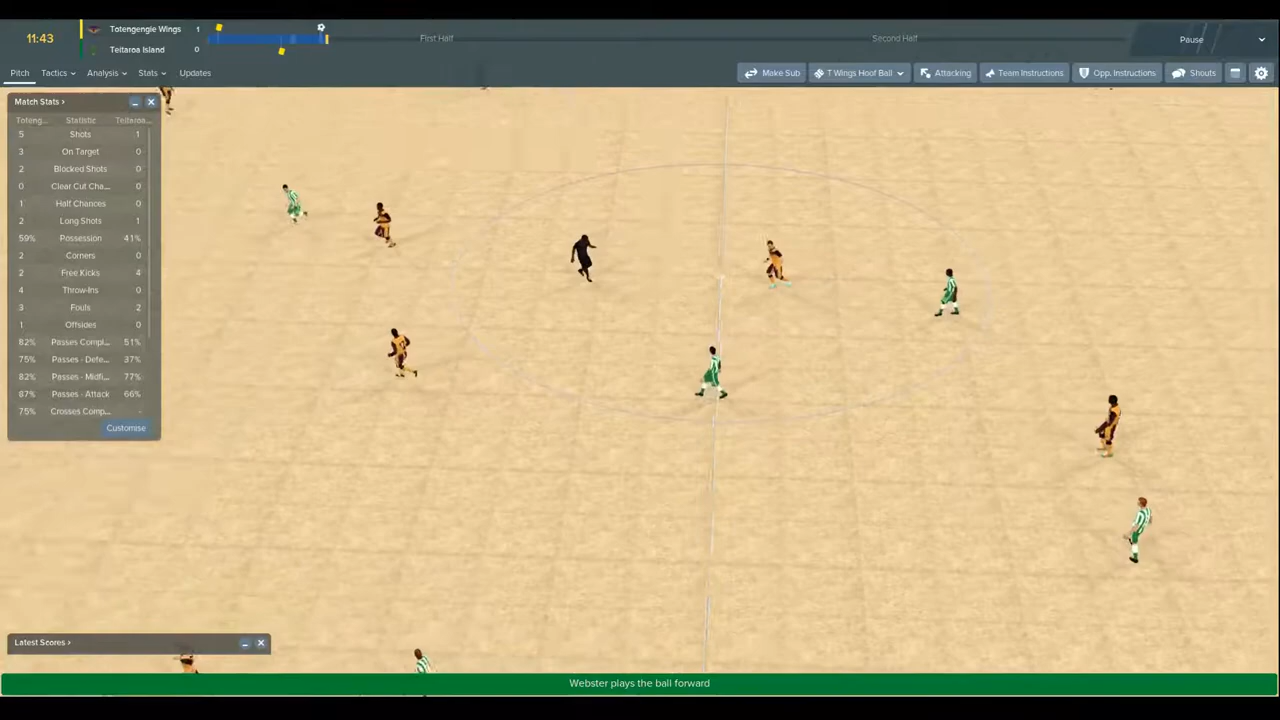 11:43
Totengengie Wings 1
Teitaroa Island 0
First Half
Second Half
Pause
Pitch
Tactics
Analysis
Stats
Updates
Make Sub
T Wings Hoof Ball
Attacking
Team Instructions
Opp. Instructions
Shouts
Match Stats
Toteng... Statistic Teitaroa...
5 Shots 1
3 On Target 0
2 Blocked Shots 0
0 Clear Cut Cha... 0
1 Half Chances 0
2 Long Shots 1
59% Possession 41%
2 Corners 0
2 Free Kicks 4
4 Throw-Ins 0
3 Fouls 2
1 Offsides 0
82% Passes Compl... 51%
75% Passes - Defe... 37%
82% Passes - Midfi... 77%
87% Passes - Attack 66%
75% Crosses Comp... -
Customise
Latest Scores
Webster plays the ball forward